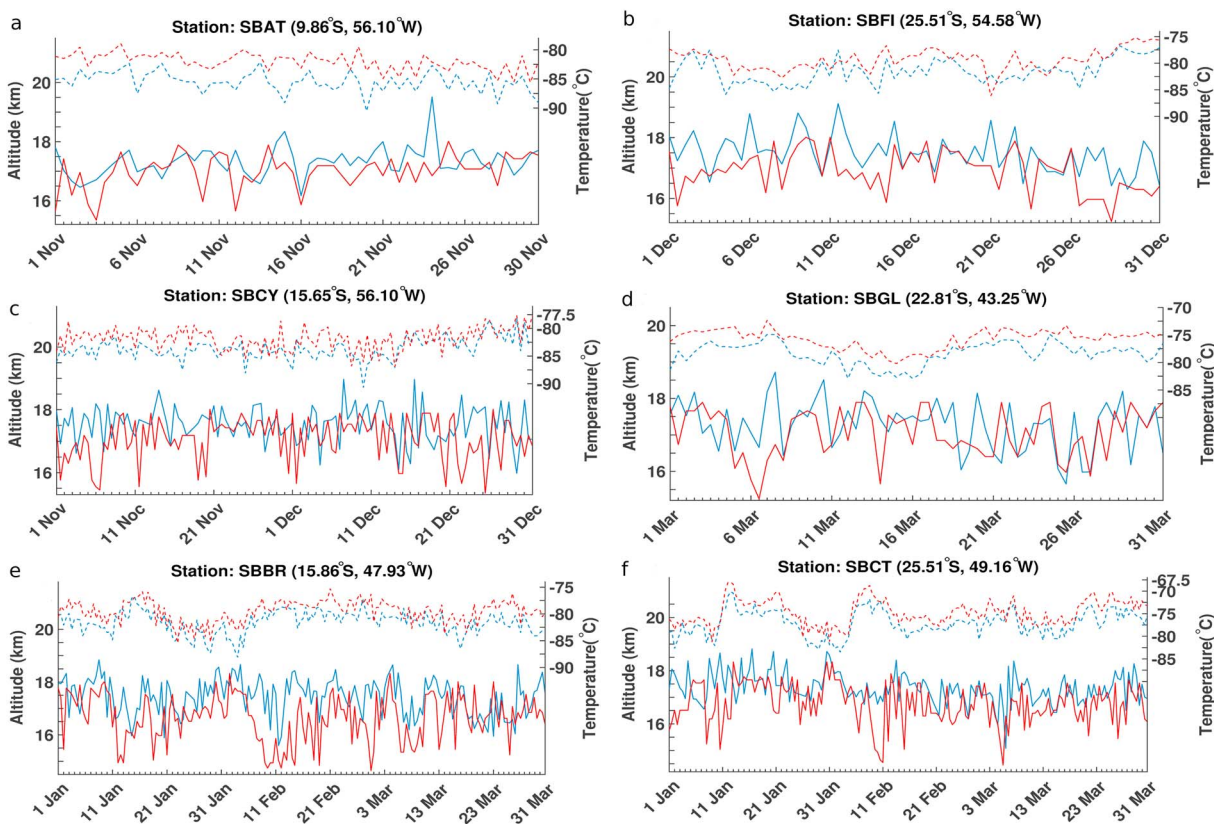 a
Station: SBAT (9.86°S, 56.10°W)
Altitude (km)
20
18
16
-80
-85
-90
Temperature(°C)
1 Nov
6 Nov
11 Nov
16 Nov
21 Nov
26 Nov
30 Nov
b
Station: SBFI (25.51°S, 54.58°W)
Altitude (km)
20
18
16
-75
-80
-85
-90
Temperature(°C)
1 Dec
6 Dec
11 Dec
16 Dec
21 Dec
26 Dec
31 Dec
c
Station: SBCY (15.65°S, 56.10°W)
Altitude (km)
20
18
16
-77.5
-80
-85
-90
Temperature(°C)
1 Nov
11 Noc
21 Nov
1 Dec
11 Dec
21 Dec
31 Dec
d
Station: SBGL (22.81°S, 43.25°W)
Altitude (km)
20
18
16
-70
-75
-80
-85
Temperature(°C)
1 Mar
6 Mar
11 Mar
16 Mar
21 Mar
26 Mar
31 Mar
e
Station: SBBR (15.86°S, 47.93°W)
Altitude (km)
20
18
16
-75
-80
-85
-90
Temperature(°C)
1 Jan
11 Jan
21 Jan
31 Jan
11 Feb
21 Feb
3 Mar
13 Mar
23 Mar
31 Mar
f
Station: SBCT (25.51°S, 49.16°W)
Altitude (km)
20
18
16
-67.5
-70
-75
-80
-85
Temperature(°C)
1 Jan
11 Jan
21 Jan
31 Jan
11 Feb
21 Feb
3 Mar
13 Mar
23 Mar
31 Mar